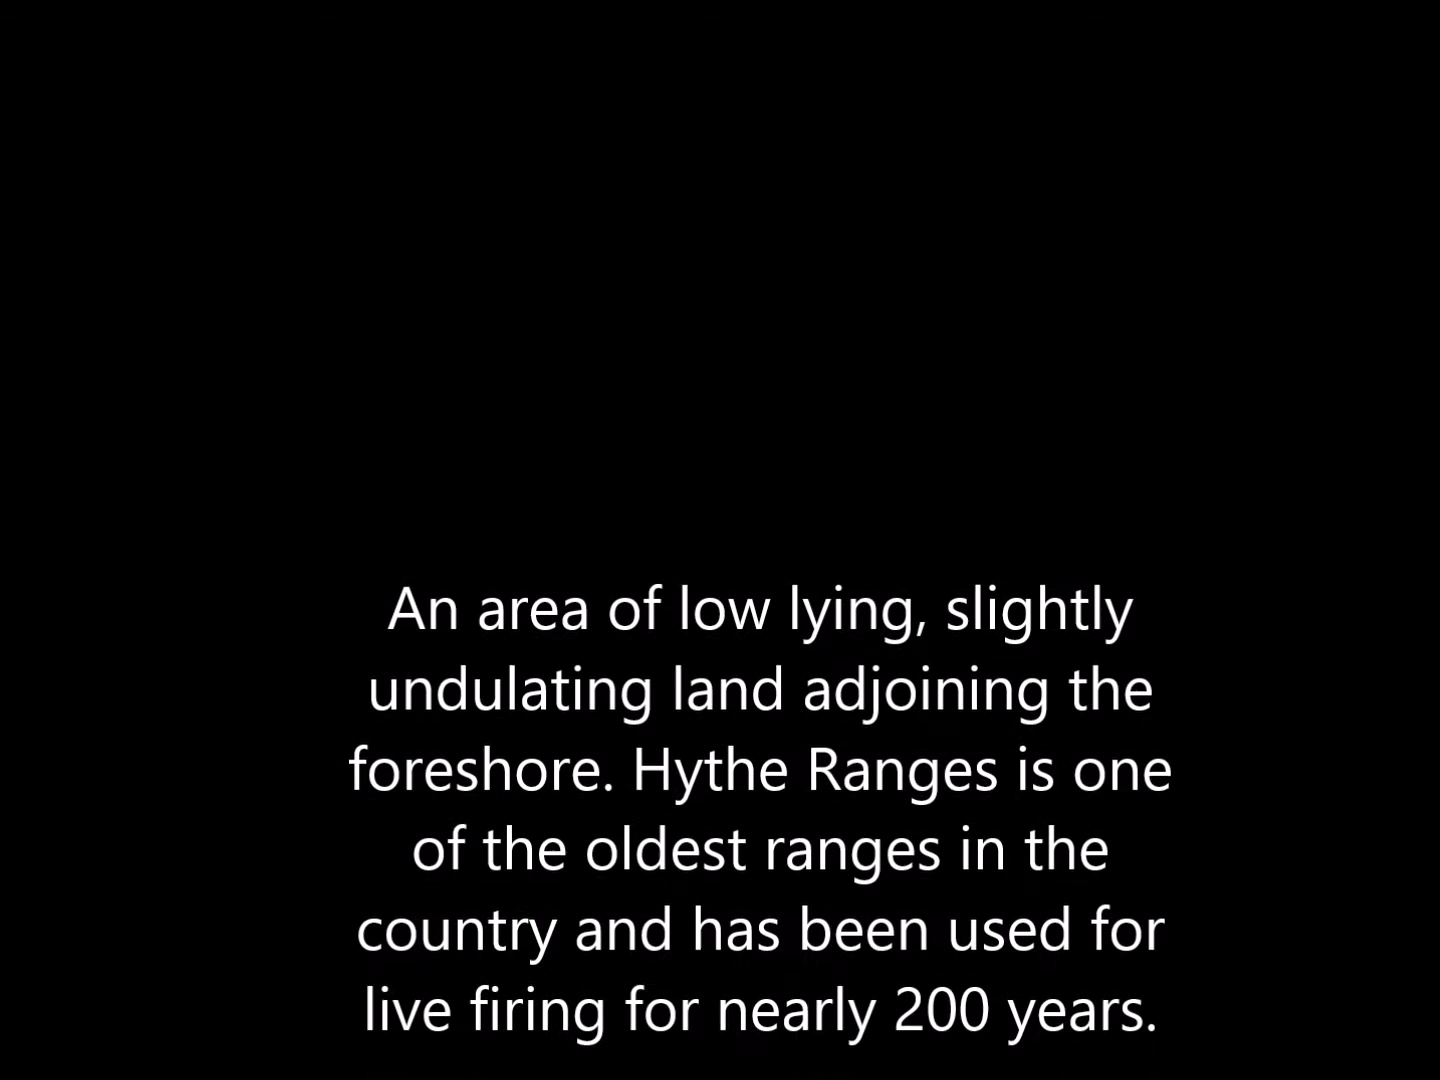 An area of low lying, slightly
undulating land adjoining the
foreshore. Hythe Ranges is one
of the oldest ranges in the
country and has been used for
live firing for nearly 200 years.